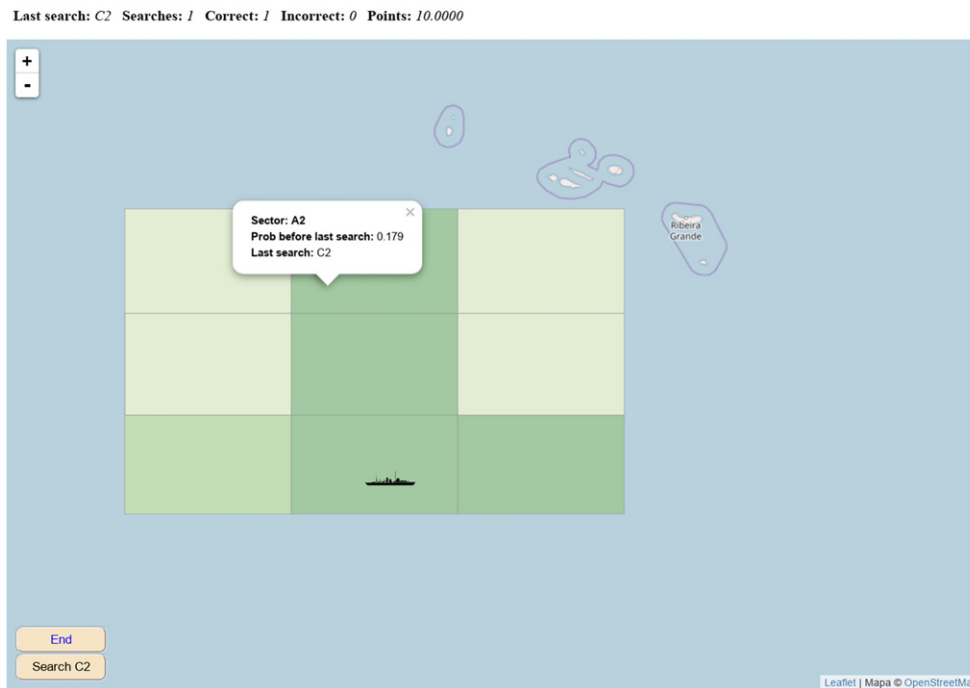 Last search: C2 Searches: 1 Correct: 1 Incorrect: 0 Points: 10.0000
+
-
Sector: A2
Prob before last search: 0.179
Last search: C2
×
Ribeira
Grande
End
Search C2
Leaflet | Mapa © OpenStreetMa